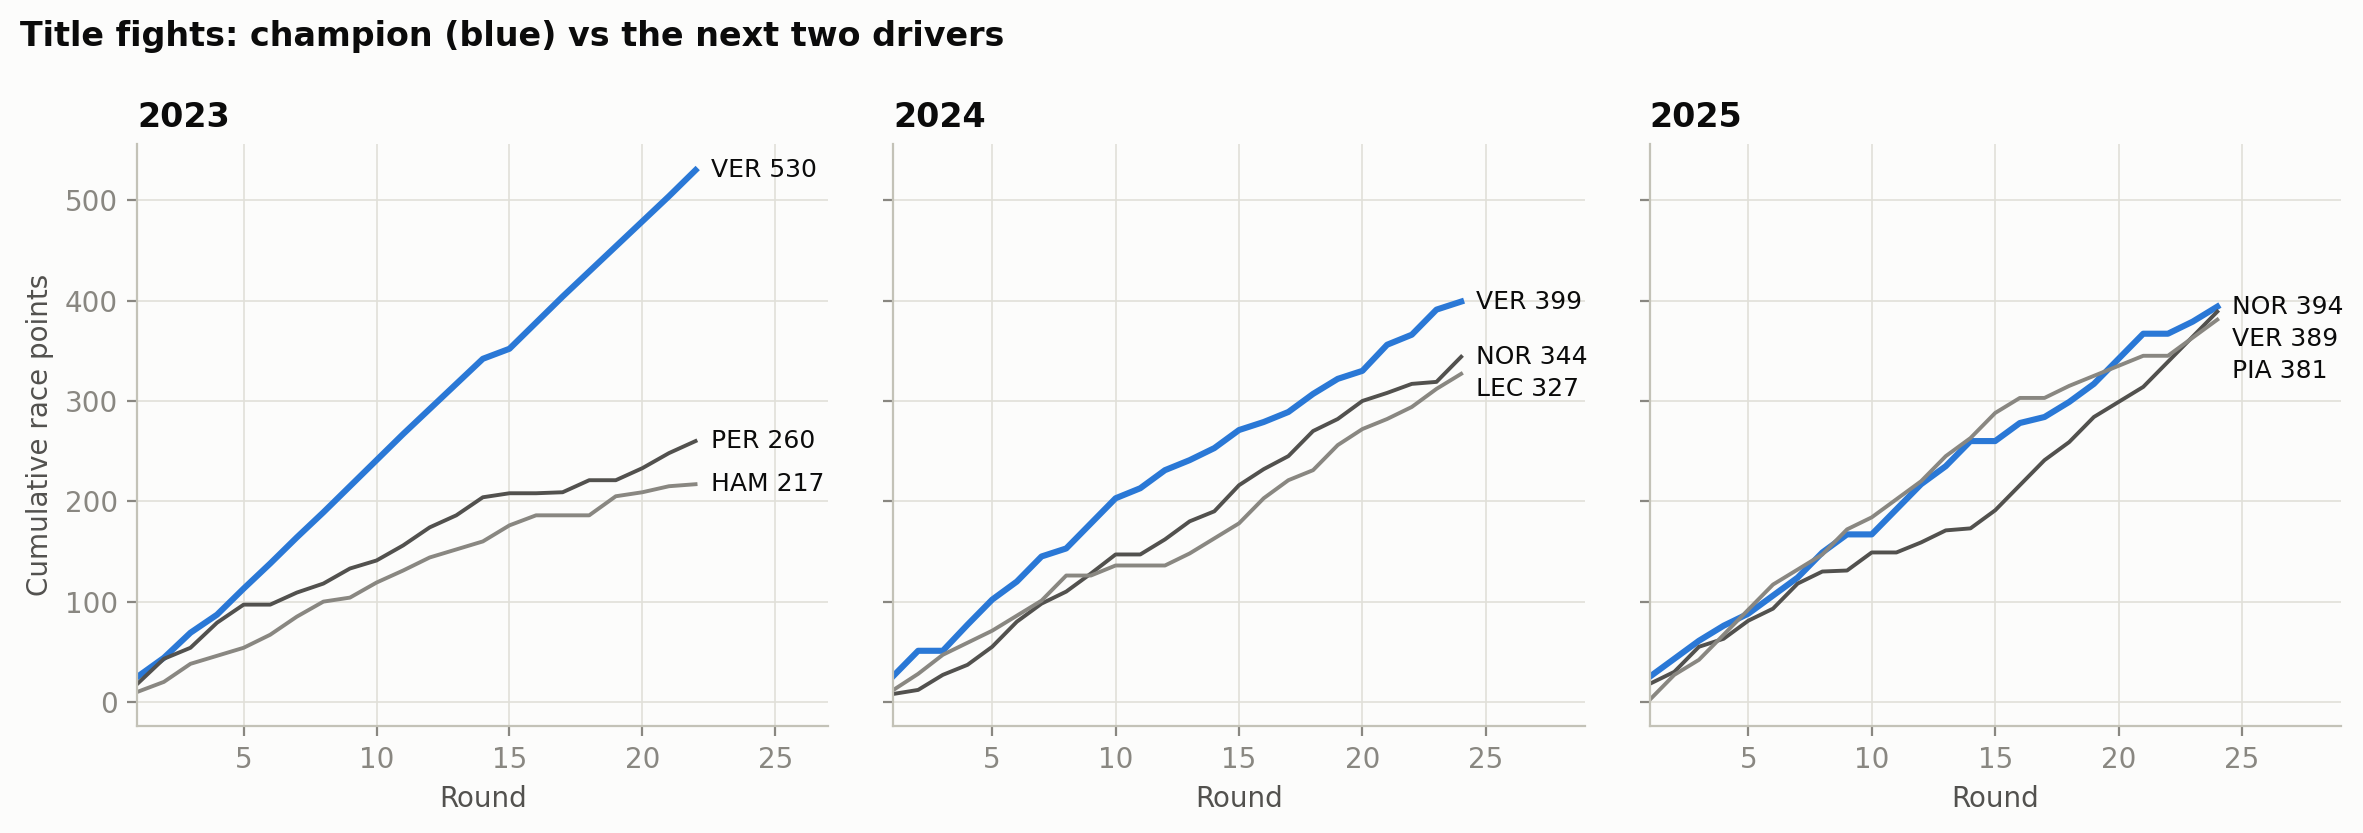 Title fights: champion (blue) vs the next two drivers
2023
Cumulative race points
500
400
300
200
100
0
VER 530
PER 260
HAM 217
5 10 15 20 25
Round
2024
VER 399
NOR 344
LEC 327
5 10 15 20 25
Round
2025
NOR 394
VER 389
PIA 381
5 10 15 20 25
Round